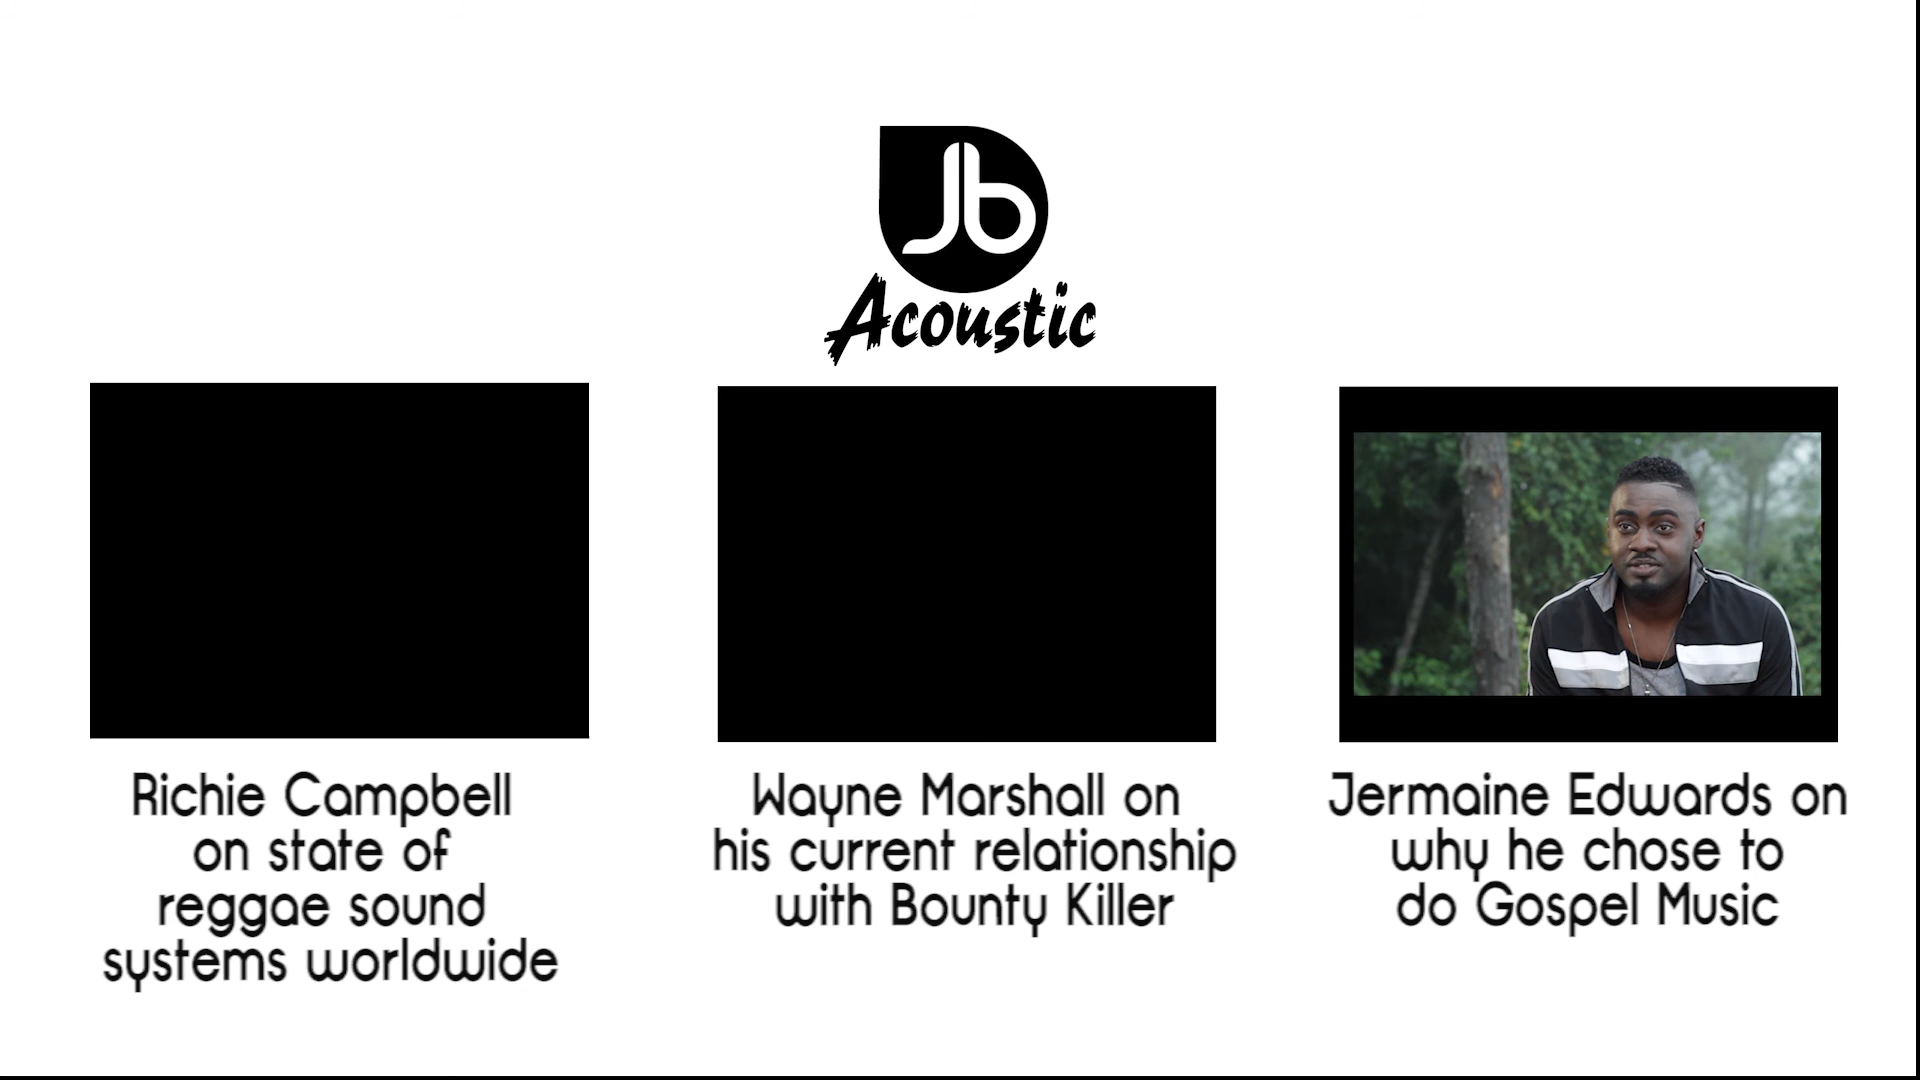 Jb
Acoustic
Richie Campbell
on state of
reggae sound
systems worldwide
Wayne Marshall on
his current relationship
with Bounty Killer
Jermaine Edwards on
why he chose to
do Gospel Music